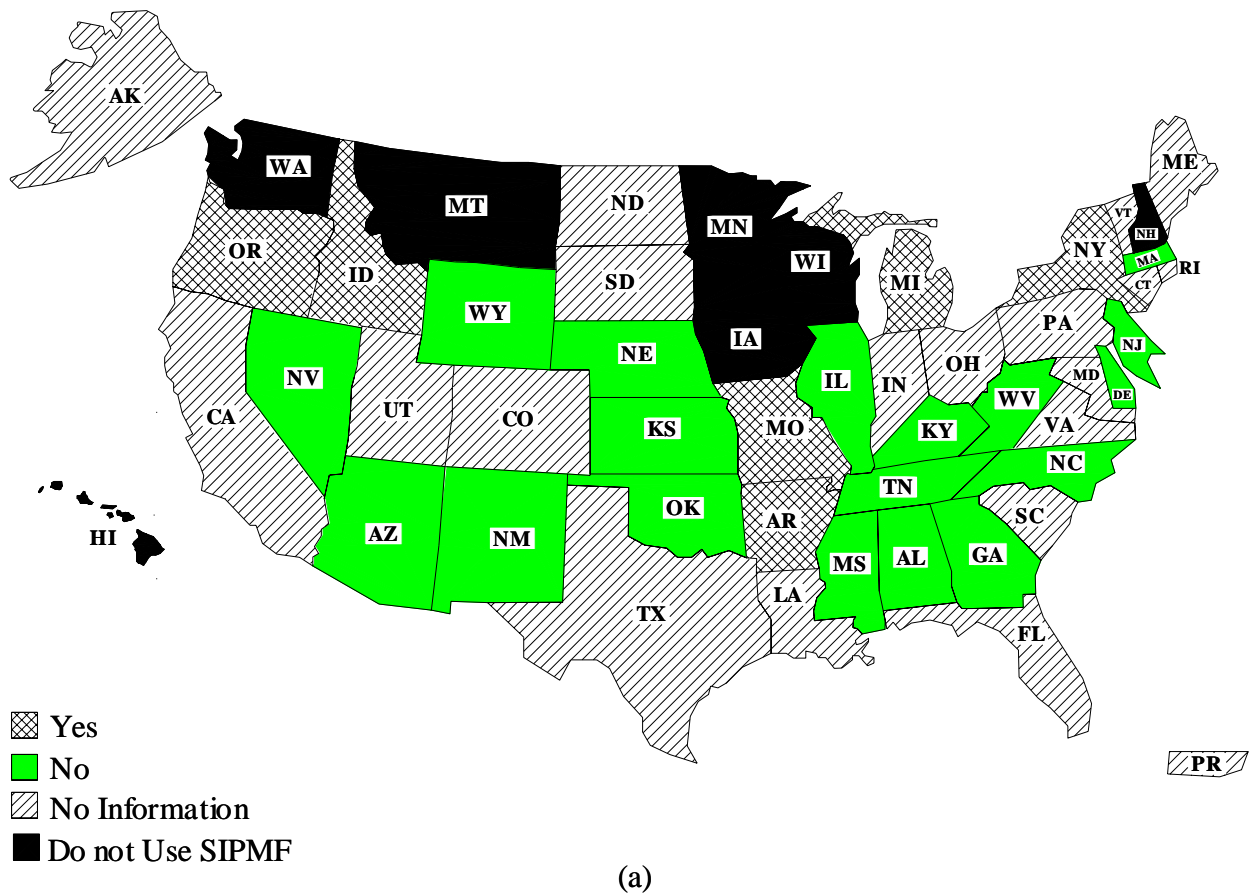 AK
WA
MT
ND
MN
ME
VT
NH
OR
ID
SD
WI
MI
NY
MA
CT
RI
WY
NE
IA
PA
NJ
NV
UT
CO
IL
IN
OH
MD
DE
CA
KS
MO
KY
WV
VA
AZ
NM
OK
AR
TN
NC
SC
HI
MS
AL
GA
LA
TX
FL
PR
Yes
No
No Information
Do not Use SIPMF
(a)